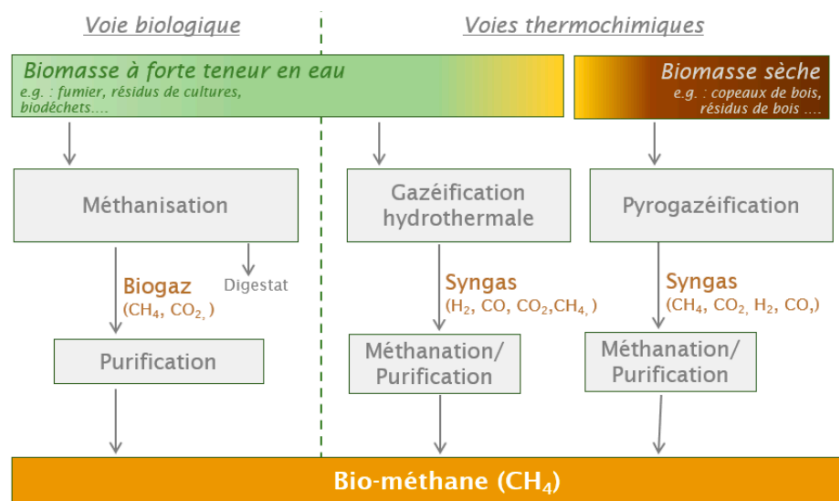 Voie biologique
Voies thermochimiques
Biomasse à forte teneur en eau
e.g. : fumier, résidus de cultures,
biodéchets....
Biomasse sèche
e.g. : copeaux de bois,
résidus de bois ....
Méthanisation
Gazéification
hydrothermale
Pyrogazéification
Biogaz
(CH₄, CO₂,)
Digestat
Syngas
(H₂, CO, CO₂,CH₄,)
Syngas
(CH₄, CO₂, H₂, CO,)
Purification
Méthanation/
Purification
Méthanation/
Purification
Bio-méthane (CH₄)